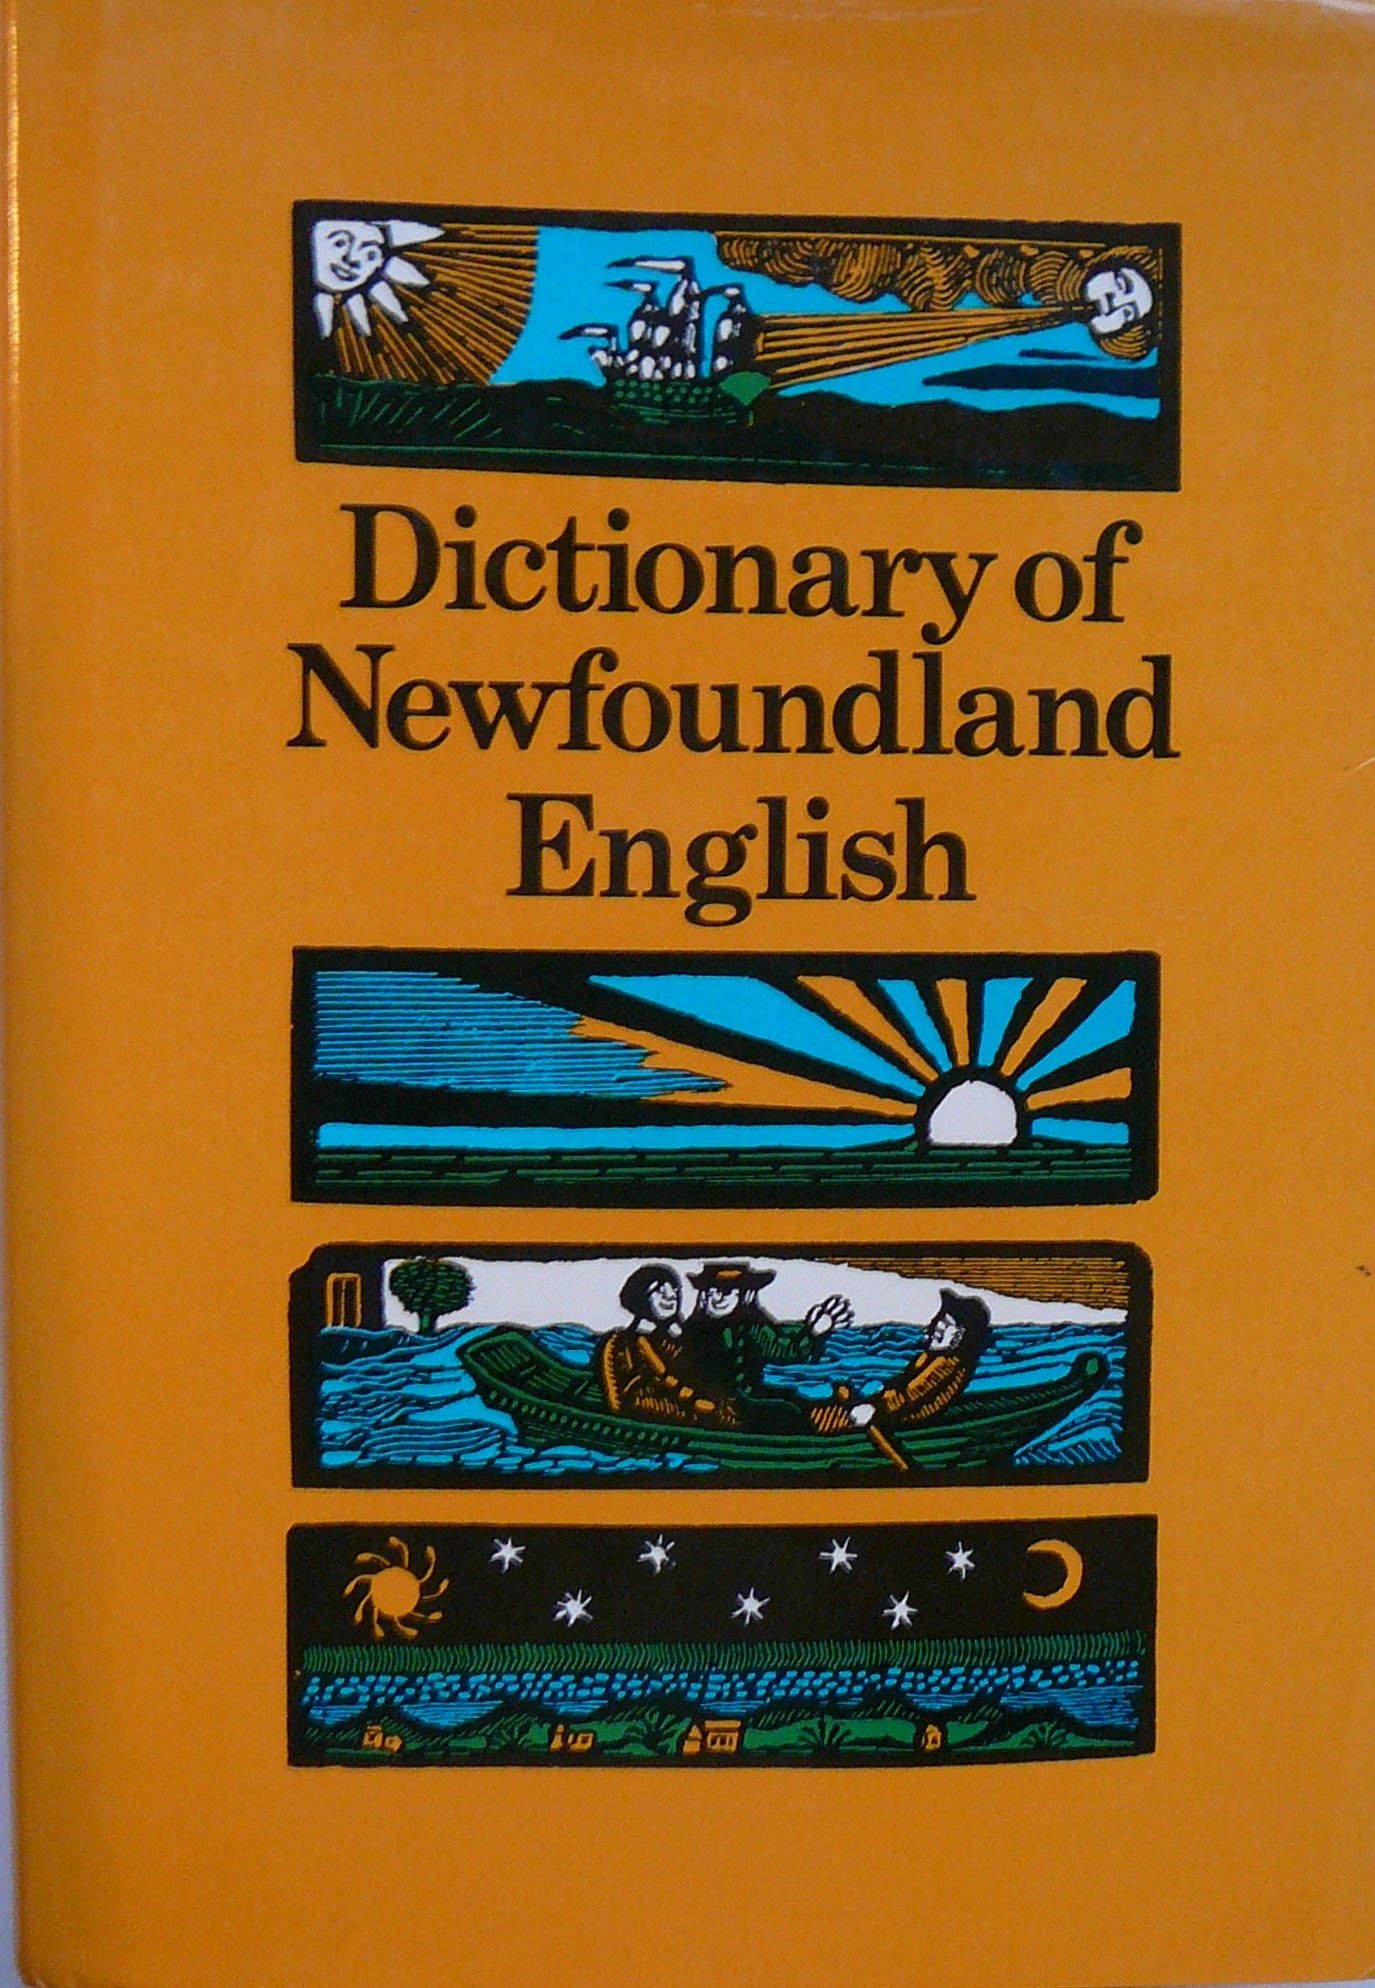 Dictionary of
Newfoundland
English